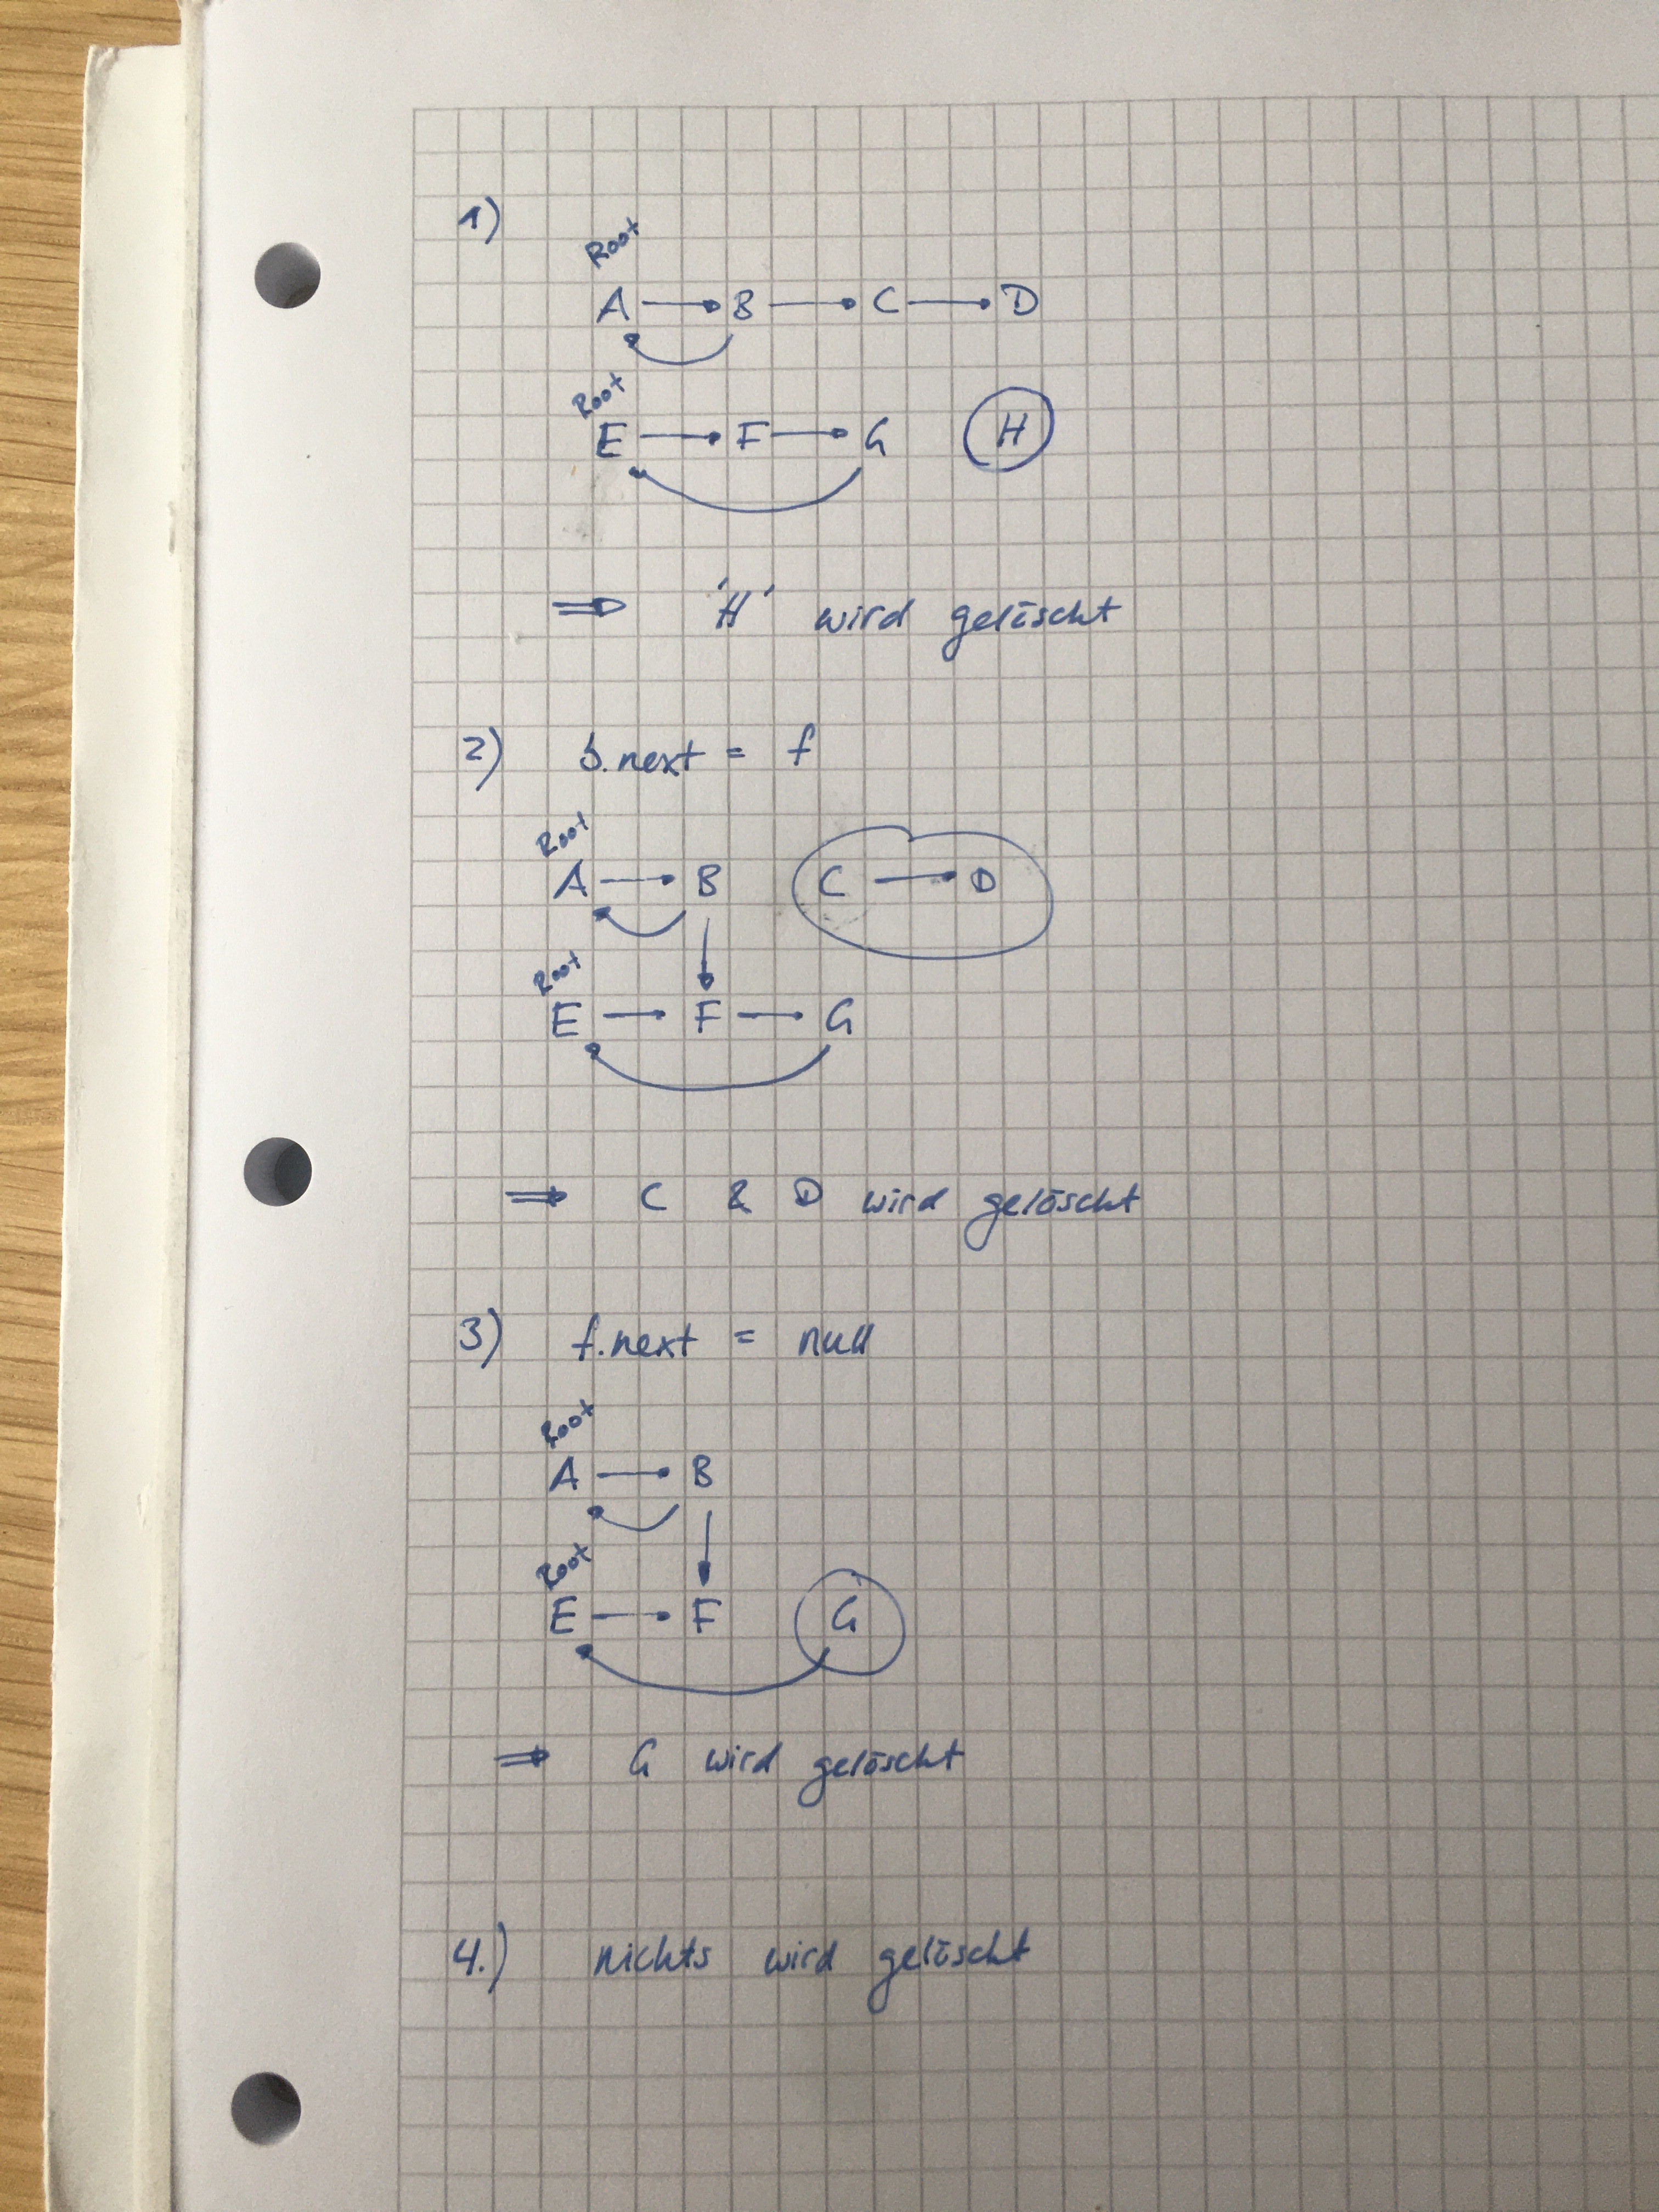 1)
Root
A → B → C → D
Root
E → F → G H
⇒ 'H' wird gelöscht
2) b.next = f
Root
A → B C → D
Root
E → F → G
⇒ C & D wird gelöscht
3) f.next = null
Root
A → B
Root
E → F G
⇒ G wird gelöscht
4.) nichts wird gelöscht